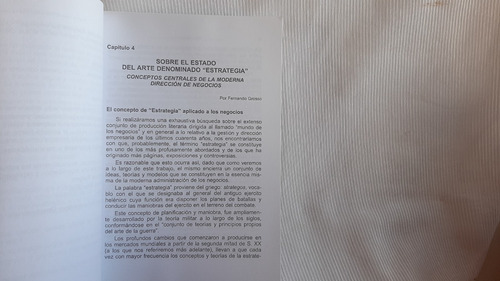 Capítulo 4
SOBRE EL ESTADO
DEL ARTE DENOMINADO "ESTRATEGIA"
CONCEPTOS CENTRALES DE LA MODERNA
DIRECCIÓN DE NEGOCIOS
Por Fernando Grosso
El concepto de "Estrategia" aplicado a los negocios
Si realizáramos una exhaustiva búsqueda sobre el extenso
conjunto de producción literaria dirigida al llamado "mundo de
los negocios" y en general a lo relativo a la gestión y dirección
empresaria de los últimos cuarenta años, nos encontraríamos
con que, probablemente, el término "estrategia" se constituye
en uno de los más profusamente abordados y de los que ha
originado más páginas, exposiciones y controversias.
Es razonable que esto ocurra así, dado que como veremos
a lo largo de este trabajo, el mismo encierra un conjunto de
ideas, teorías y modelos que se constituyen en la esencia mis-
ma de la moderna administración de los negocios.
La palabra "estrategia" proviene del griego: strategus, voca-
blo con el que se designaba al general del antiguo ejército
helénico cuya función era disponer los planes de batallas y
conducir las maniobras del ejército en el terreno del combate.
Este concepto de planificación y maniobra, fue ampliamen-
te desarrollado por la teoría militar a lo largo de los siglos,
conformándose en el "conjunto de teorías y principios propios
del arte de la guerra".
Los profundos cambios que comenzaron a producirse en
los mercados mundiales a partir de la segunda mitad de S. XX
(a los que nos referiremos más adelante), llevan a que cada
vez con mayor frecuencia los conceptos y teorías de la estrate-